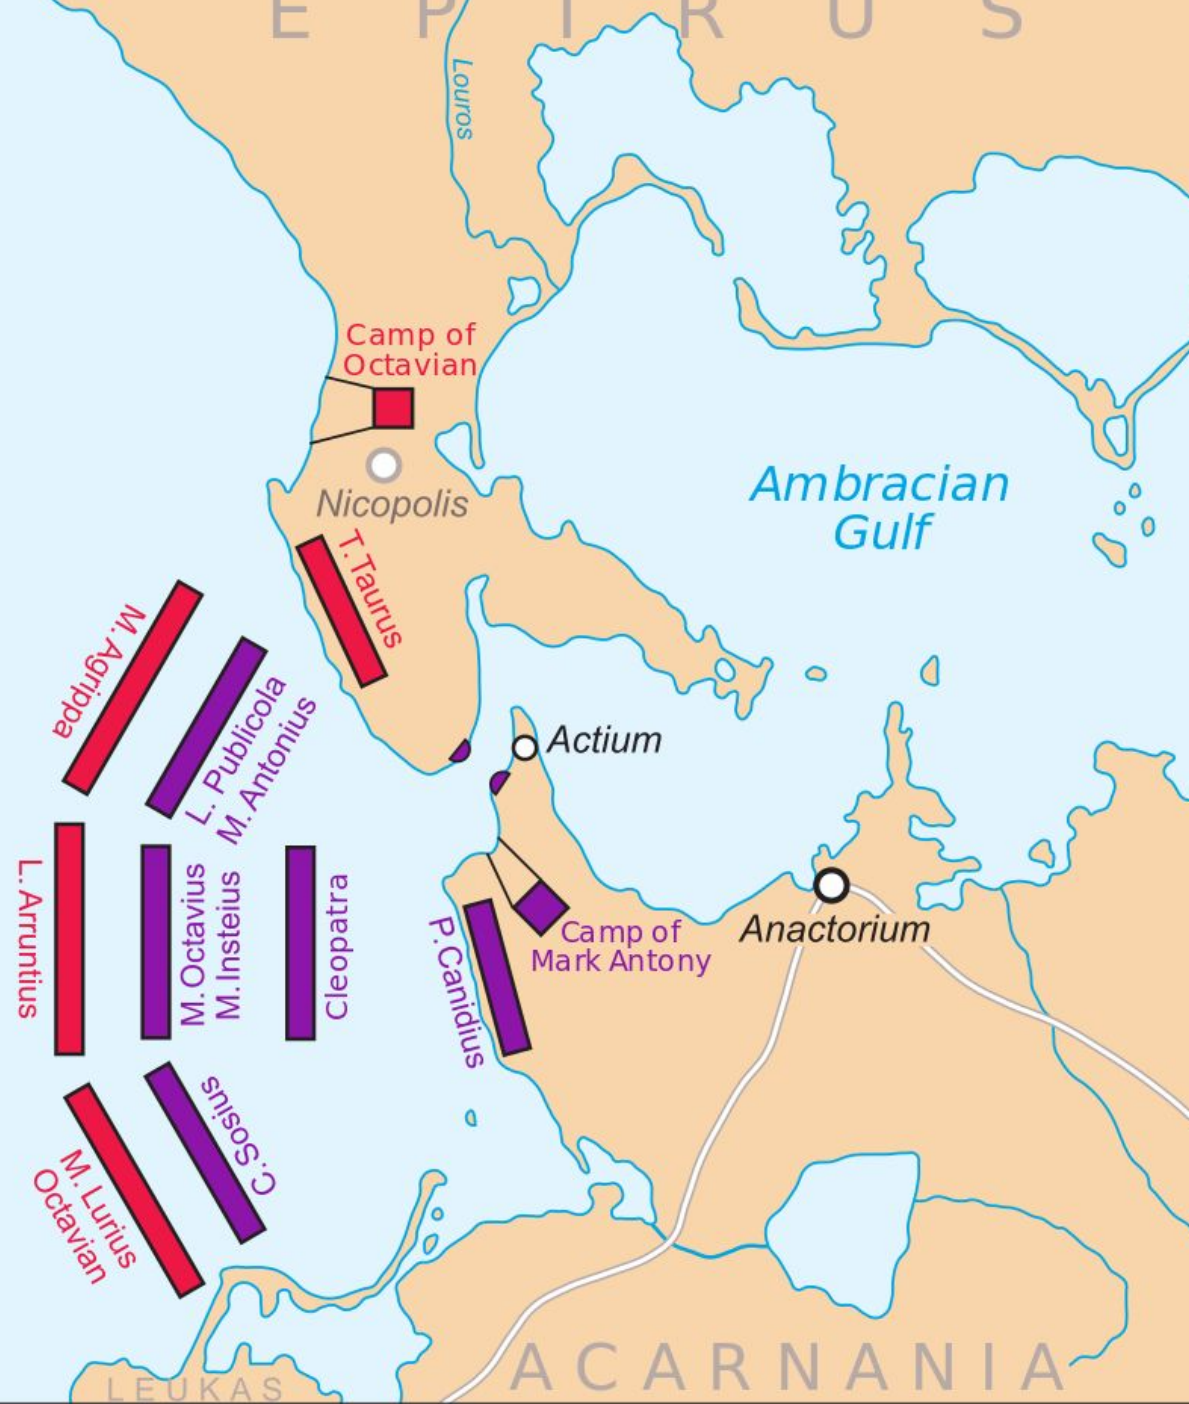 EPIRUS
Louros
Camp of
Octavian
Nicopolis
Ambracian
Gulf
T.Taurus
M.Agrippa
L. Publicola
M. Antonius
Actium
L.Arruntius
M.Octavius
M.Insteius
Cleopatra
P.Canidius
Camp of
Mark Antony
Anactorium
C.Sosius
M. Lurius
Octavian
ACARNANIA
LEUKAS